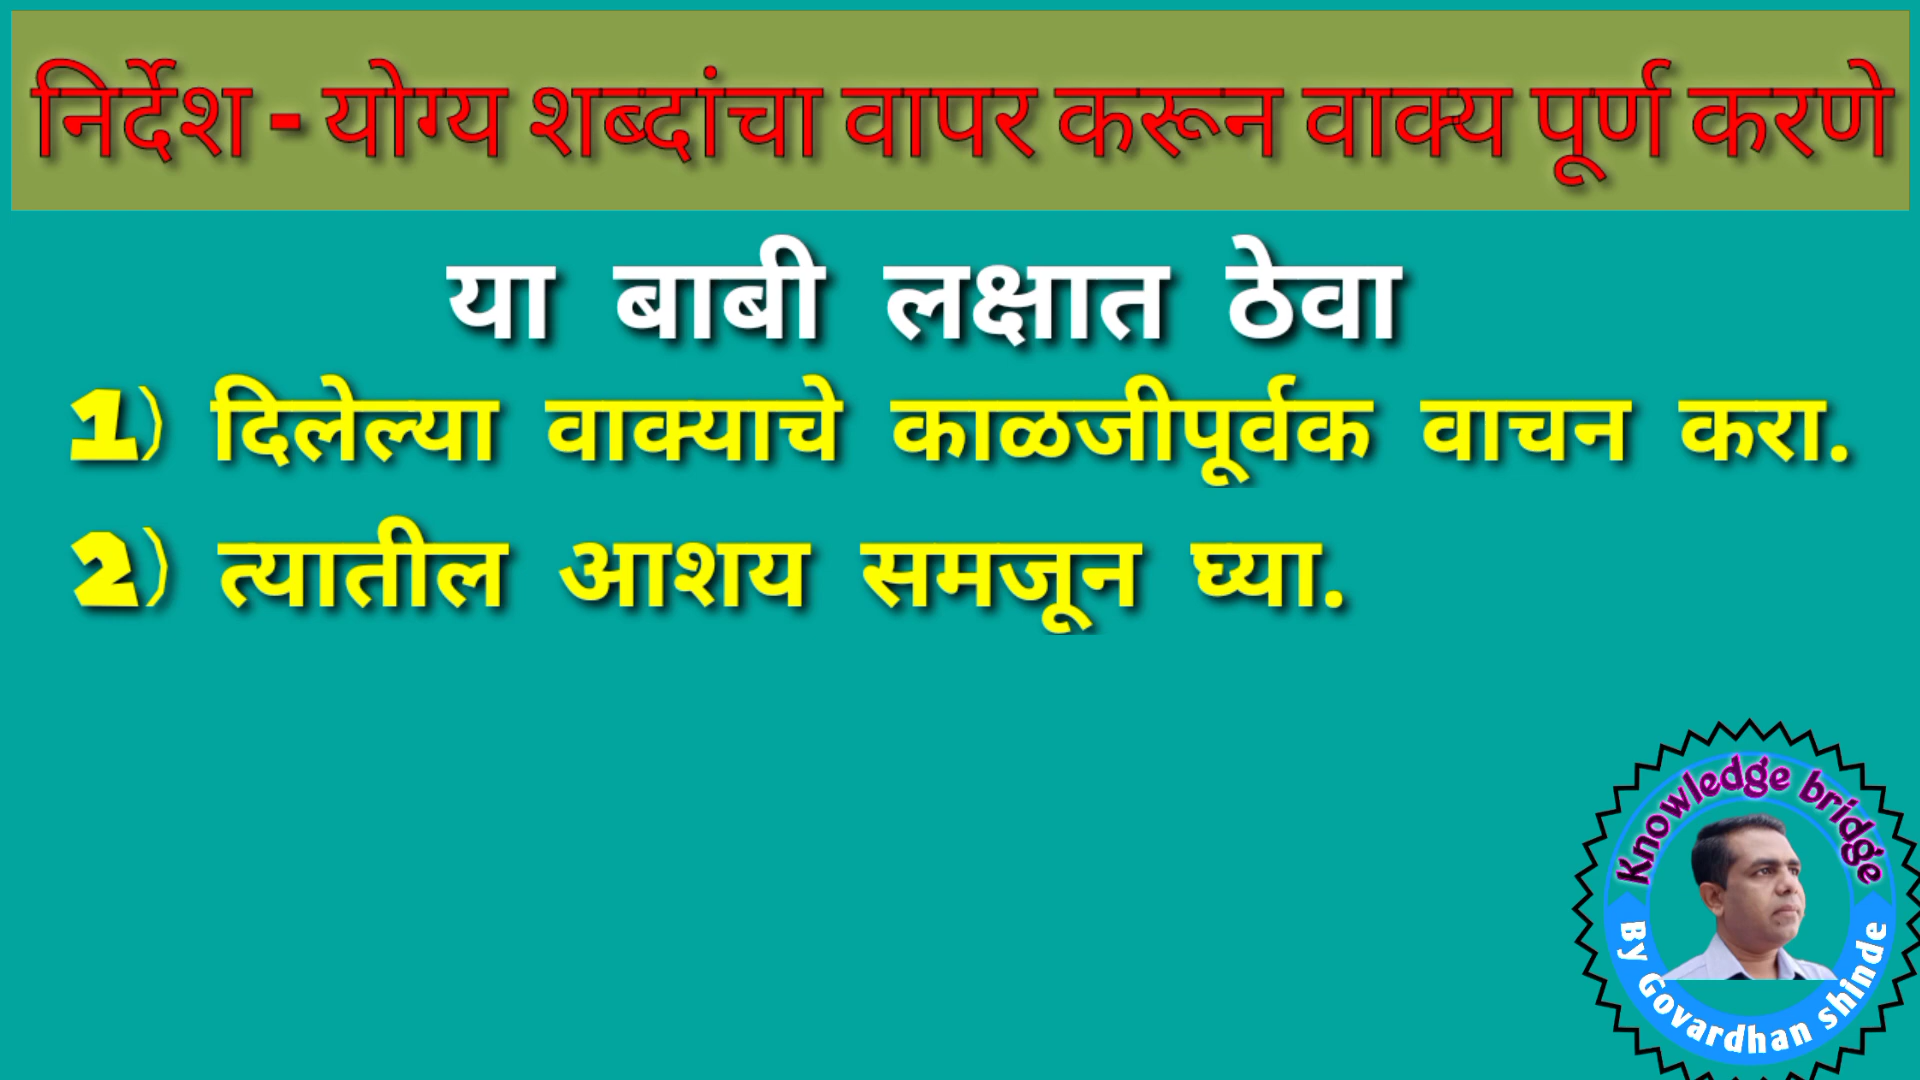 निर्देश - योग्य शब्दांचा वापर करून वाक्य पूर्ण करणे
या बाबी लक्षात ठेवा
1) दिलेल्या वाक्याचे काळजीपूर्वक वाचन करा.
2) त्यातील आशय समजून घ्या.
Knowledge bridge
By Govardhan shinde